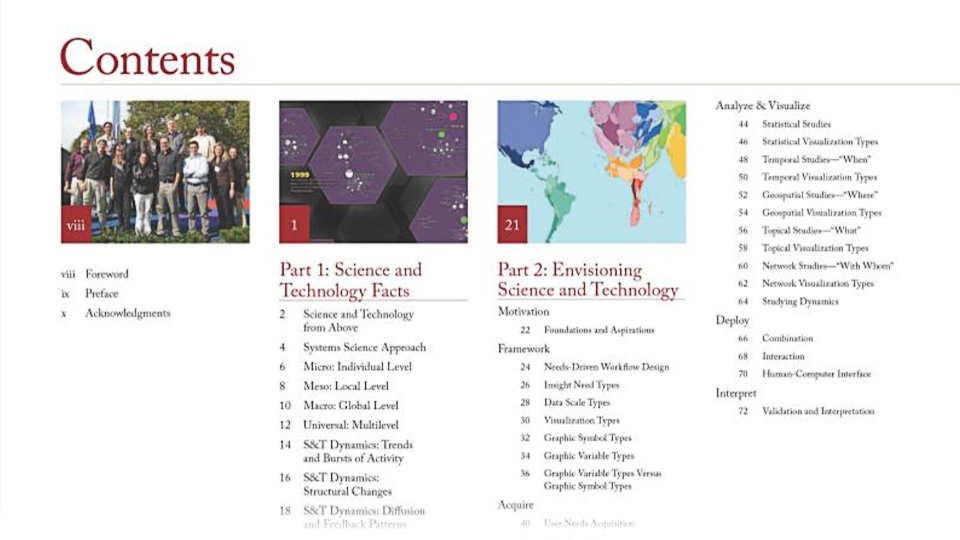 Contents
viii
viii Foreword
ix Preface
x Acknowledgments
1999
1
Part 1: Science and
Technology Facts
2 Science and Technology
from Above
4 Systems Science Approach
6 Micro: Individual Level
8 Meso: Local Level
10 Macro: Global Level
12 Universal: Multilevel
14 S&T Dynamics: Trends
and Bursts of Activity
16 S&T Dynamics:
Structural Changes
18 S&T Dynamics: Diffusion
and Feedback Patterns
21
Part 2: Envisioning
Science and Technology
Motivation
22 Foundations and Aspirations
Framework
24 Needs-Driven Workflow Design
26 Insight Need Types
28 Data Scale Types
30 Visualization Types
32 Graphic Symbol Types
34 Graphic Variable Types
36 Graphic Variable Types Versus
Graphic Symbol Types
Acquire
40 User Needs Acquisition
Analyze & Visualize
44 Statistical Studies
46 Statistical Visualization Types
48 Temporal Studies—“When”
50 Temporal Visualization Types
52 Geospatial Studies—“Where”
54 Geospatial Visualization Types
56 Topical Studies—“What”
58 Topical Visualization Types
60 Network Studies—“With Whom”
62 Network Visualization Types
64 Studying Dynamics
Deploy
66 Combination
68 Interaction
70 Human-Computer Interface
Interpret
72 Validation and Interpretation